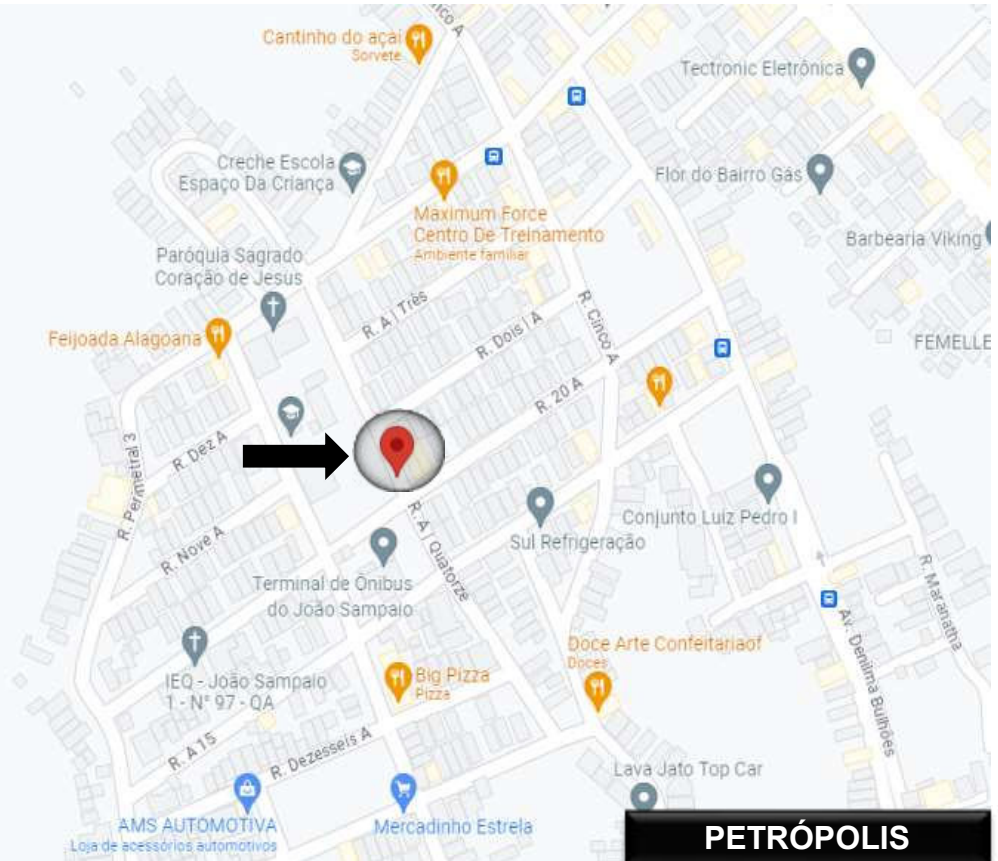 nco A
Cantinho do açaí
Sorvete
Tectronic Eletrônica
Creche Escola
Espaço Da Criança
Flor do Bairro Gás
Maximum Force
Centro De Treinamento
Ambiente familiar
Barbearia Viking
Paróquia Sagrado
Coração de Jesus
R. A | Três
R. Dois | A
R. Cinco A
Feijoada Alagoana
FEMELLE
R. 20 A
R. Dez A
R. Perimetral 3
R. Nove A
R. A | Quatorze
Conjunto Luiz Pedro I
Sul Refrigeração
Terminal de Ônibus
do João Sampaio
R. Maranatha
Av. Denilma Bulhões
Doce Arte Confeitariaof
Doces
IEQ - João Sampaio
1 - N° 97 - QA
Big Pizza
Pizza
R. A 15
R. Dezesseis A
Lava Jato Top Car
AMS AUTOMOTIVA
Loja de acessórios automotivos
Mercadinho Estrela
PETRÓPOLIS